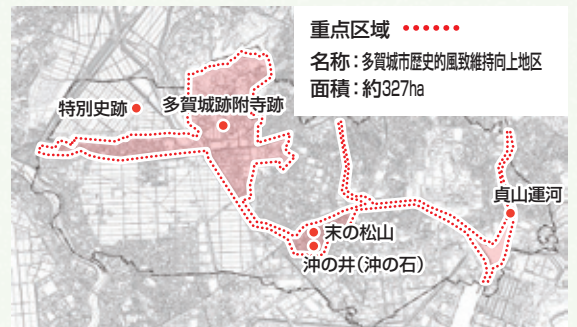 重点区域
名称:多賀城市歴史的風致維持向上地区
面積:約327ha
特別史跡
多賀城跡附寺跡
貞山運河
末の松山
沖の井(沖の石)